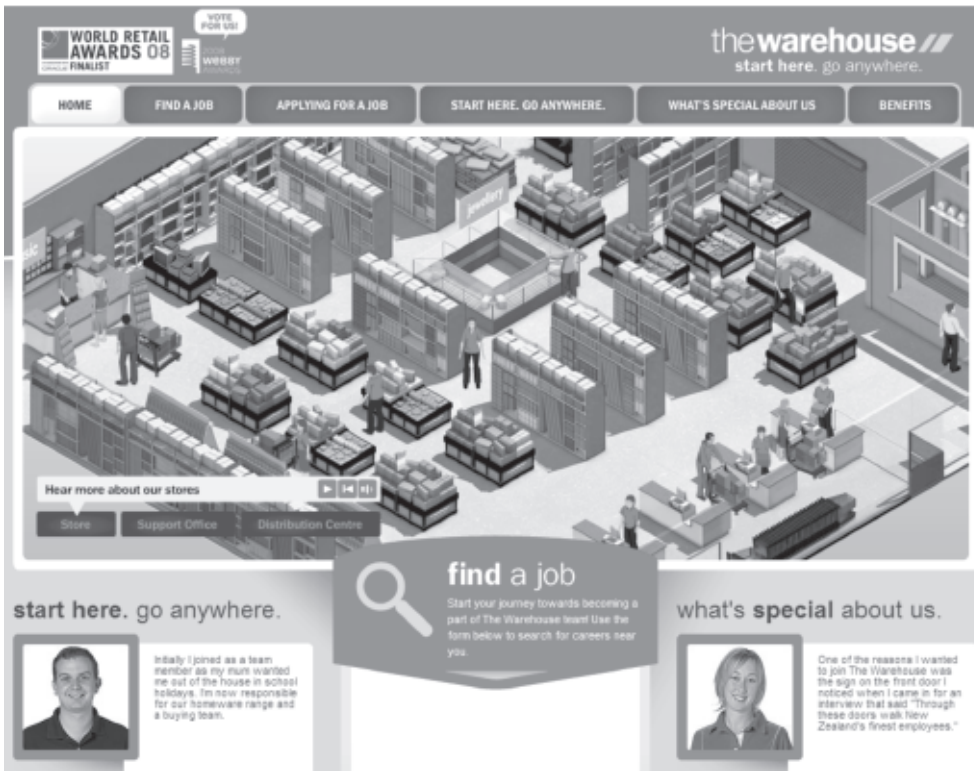 VOTE
FOR US!
WORLD RETAIL
AWARDS 08
FINALIST
2008
WEBBY
AWARDS
the warehouse
start here. go anywhere.
HOME
FIND A JOB
APPLYING FOR A JOB
START HERE. GO ANYWHERE.
WHAT'S SPECIAL ABOUT US
BENEFITS
jewellery
sic
Hear more about our stores
Store
Support Office
Distribution Centre
find a job
Start your journey towards becoming a
part of The Warehouse team! Use the
form below to search for careers near
you.
start here. go anywhere.
Initially I joined as a team
member as my mum wanted
me out of the house in school
holidays. I'm now responsible
for our homeware range and
a buying team.
what's special about us.
One of the reasons I wanted
to join The Warehouse was
the sign on the front door I
noticed when I came in for an
interview that said "Through
these doors walk New
Zealand's finest employees."